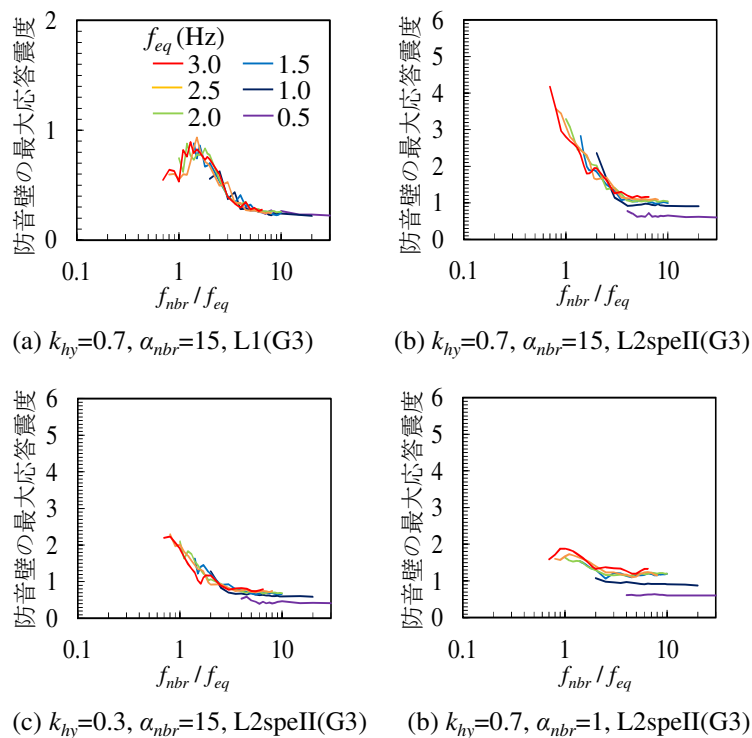 防音壁の最大応答震度
2
1
0
f_eq (Hz)
3.0
2.5
2.0
1.5
1.0
0.5
0.1 1 10
f_nbr / f_eq
(a) k_hy=0.7, α_nbr=15, L1(G3)
防音壁の最大応答震度
6
5
4
3
2
1
0
0.1 1 10
f_nbr / f_eq
(b) k_hy=0.7, α_nbr=15, L2speII(G3)
防音壁の最大応答震度
6
5
4
3
2
1
0
0.1 1 10
f_nbr / f_eq
(c) k_hy=0.3, α_nbr=15, L2speII(G3)
防音壁の最大応答震度
6
5
4
3
2
1
0
0.1 1 10
f_nbr / f_eq
(b) k_hy=0.7, α_nbr=1, L2speII(G3)